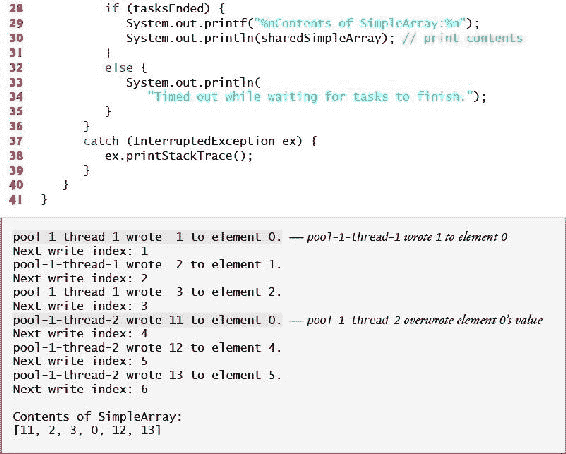 28 if (tasksEnded) {
29 System.out.printf("%nContents of SimpleArray:%n");
30 System.out.println(sharedSimpleArray); // print contents
31 }
32 else {
33 System.out.println(
34 "Timed out while waiting for tasks to finish.");
35 }
36 }
37 catch (InterruptedException ex) {
38 ex.printStackTrace();
39 }
40 }
41 }
pool-1-thread-1 wrote 1 to element 0. — pool-1-thread-1 wrote 1 to element 0
Next write index: 1
pool-1-thread-1 wrote 2 to element 1.
Next write index: 2
pool-1-thread-1 wrote 3 to element 2.
Next write index: 3
pool-1-thread-2 wrote 11 to element 0. — pool-1-thread-2 overwrote element 0's value
Next write index: 4
pool-1-thread-2 wrote 12 to element 4.
Next write index: 5
pool-1-thread-2 wrote 13 to element 5.
Next write index: 6
Contents of SimpleArray:
[11, 2, 3, 0, 12, 13]